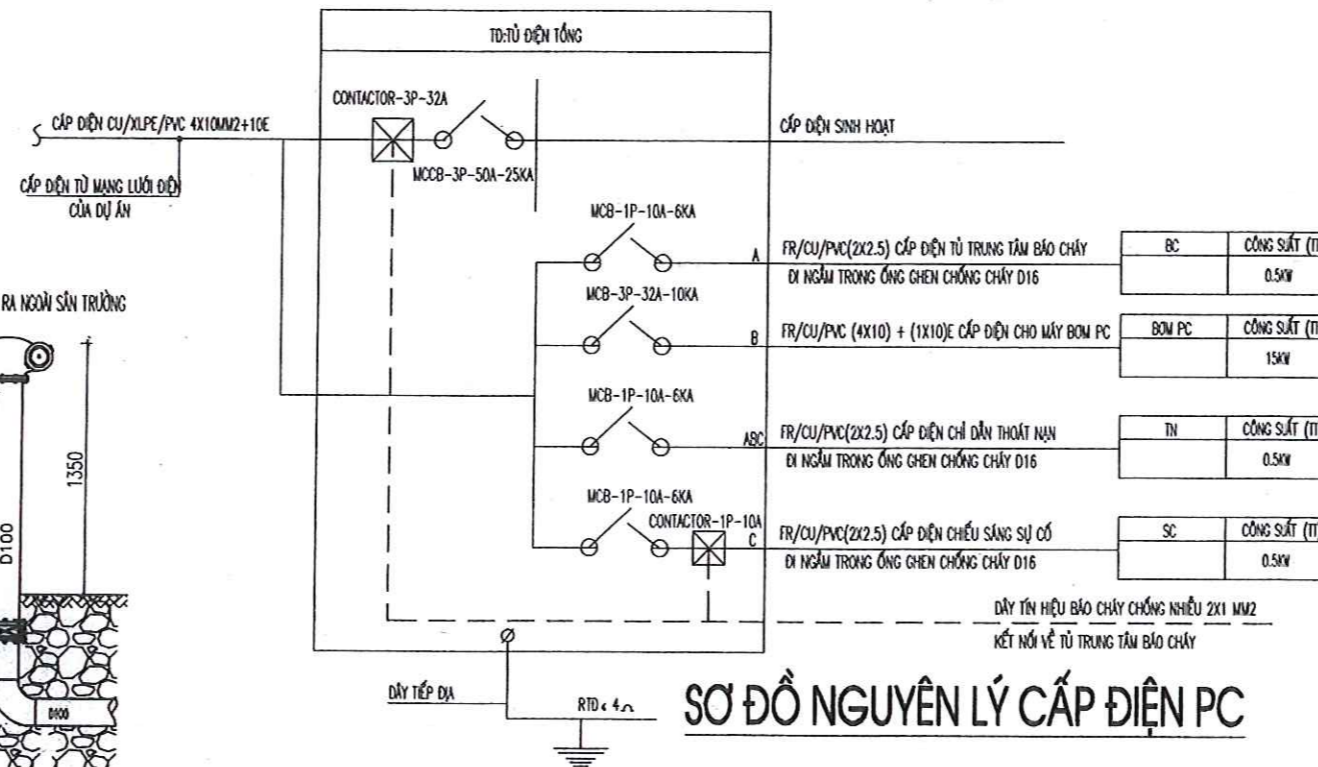 TD:TỦ ĐIỆN TỔNG
CONTACTOR-3P-32A
CÁP ĐIỆN CU/XLPE/PVC 4X10MM2+10E
CẤP ĐIỆN SINH HOẠT
MCCB-3P-50A-25KA
CẤP ĐIỆN TỪ MẠNG LƯỚI ĐIỆN
CỦA DỰ ÁN
MCB-1P-10A-6KA
A
FR/CU/PVC(2X2.5) CẤP ĐIỆN TỦ TRUNG TÂM BÁO CHÁY
ĐI NGẦM TRONG ỐNG GHEN CHỐNG CHÁY D16
BC
CÔNG SUẤT (TT
0.5KW
RA NGOÀI SÂN TRƯỜNG
MCB-3P-32A-10KA
B
FR/CU/PVC (4X10) + (1X10)E CẤP ĐIỆN CHO MÁY BƠM PC
BƠM PC
CÔNG SUẤT (TT
15KW
MCB-1P-10A-6KA
ABC
FR/CU/PVC(2X2.5) CẤP ĐIỆN CHỈ DẪN THOÁT NẠN
ĐI NGẦM TRONG ỐNG GHEN CHỐNG CHÁY D16
TN
CÔNG SUẤT (TT
0.5KW
1350
D100
MCB-1P-10A-6KA
CONTACTOR-1P-10A
C
FR/CU/PVC(2X2.5) CẤP ĐIỆN CHIẾU SÁNG SỰ CỐ
ĐI NGẦM TRONG ỐNG GHEN CHỐNG CHÁY D16
SC
CÔNG SUẤT (TT
0.5KW
DÂY TÍN HIỆU BÁO CHÁY CHỐNG NHIỄU 2X1 MM2
KẾT NỐI VỀ TỦ TRUNG TÂM BÁO CHÁY
D100
DÂY TIẾP ĐỊA
RTD< 4Ω
SƠ ĐỒ NGUYÊN LÝ CẤP ĐIỆN PC